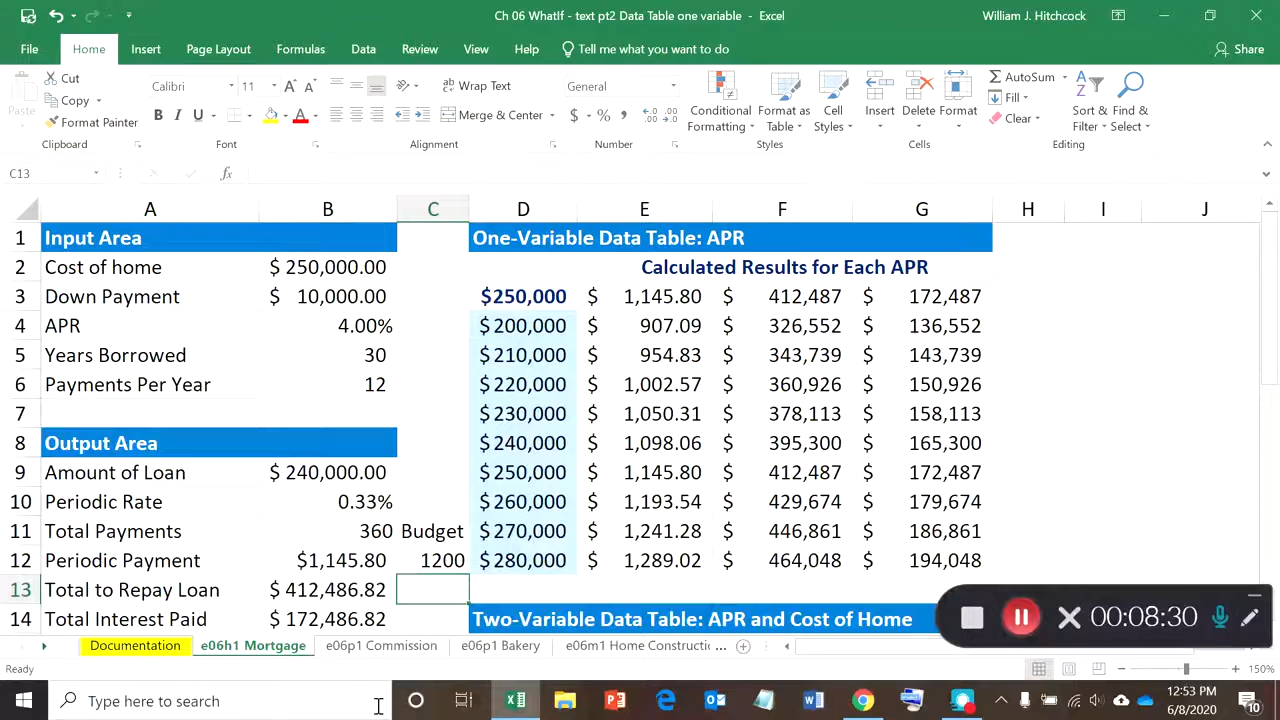 Ch 06 WhatIf - text pt2 Data Table one variable - Excel
William J. Hitchcock
File Home Insert Page Layout Formulas Data Review View Help Tell me what you want to do Share
Paste
Cut
Copy
Format Painter
Clipboard
Calibri 11
B I U
Font
Wrap Text
Merge & Center
Alignment
General
$ % ,
Number
Conditional Formatting
Format as Table
Cell Styles
Styles
Insert
Delete
Format
Cells
AutoSum
Fill
Clear
Sort & Filter
Find & Select
Editing
C13 fx
A B C D E F G H I J
1 Input Area One-Variable Data Table: APR
2 Cost of home $ 250,000.00 Calculated Results for Each APR
3 Down Payment $ 10,000.00 $250,000 $ 1,145.80 $ 412,487 $ 172,487
4 APR 4.00% $ 200,000 $ 907.09 $ 326,552 $ 136,552
5 Years Borrowed 30 $ 210,000 $ 954.83 $ 343,739 $ 143,739
6 Payments Per Year 12 $ 220,000 $ 1,002.57 $ 360,926 $ 150,926
7 $ 230,000 $ 1,050.31 $ 378,113 $ 158,113
8 Output Area $ 240,000 $ 1,098.06 $ 395,300 $ 165,300
9 Amount of Loan $ 240,000.00 $ 250,000 $ 1,145.80 $ 412,487 $ 172,487
10 Periodic Rate 0.33% $ 260,000 $ 1,193.54 $ 429,674 $ 179,674
11 Total Payments 360 Budget $ 270,000 $ 1,241.28 $ 446,861 $ 186,861
12 Periodic Payment $1,145.80 1200 $ 280,000 $ 1,289.02 $ 464,048 $ 194,048
13 Total to Repay Loan $ 412,486.82
14 Total Interest Paid $ 172,486.82 Two-Variable Data Table: APR and Cost of Home
00:08:30
Documentation e06h1 Mortgage e06p1 Commission e06p1 Bakery e06m1 Home Constructic ...
Ready 150%
Type here to search
12:53 PM
6/8/2020
10